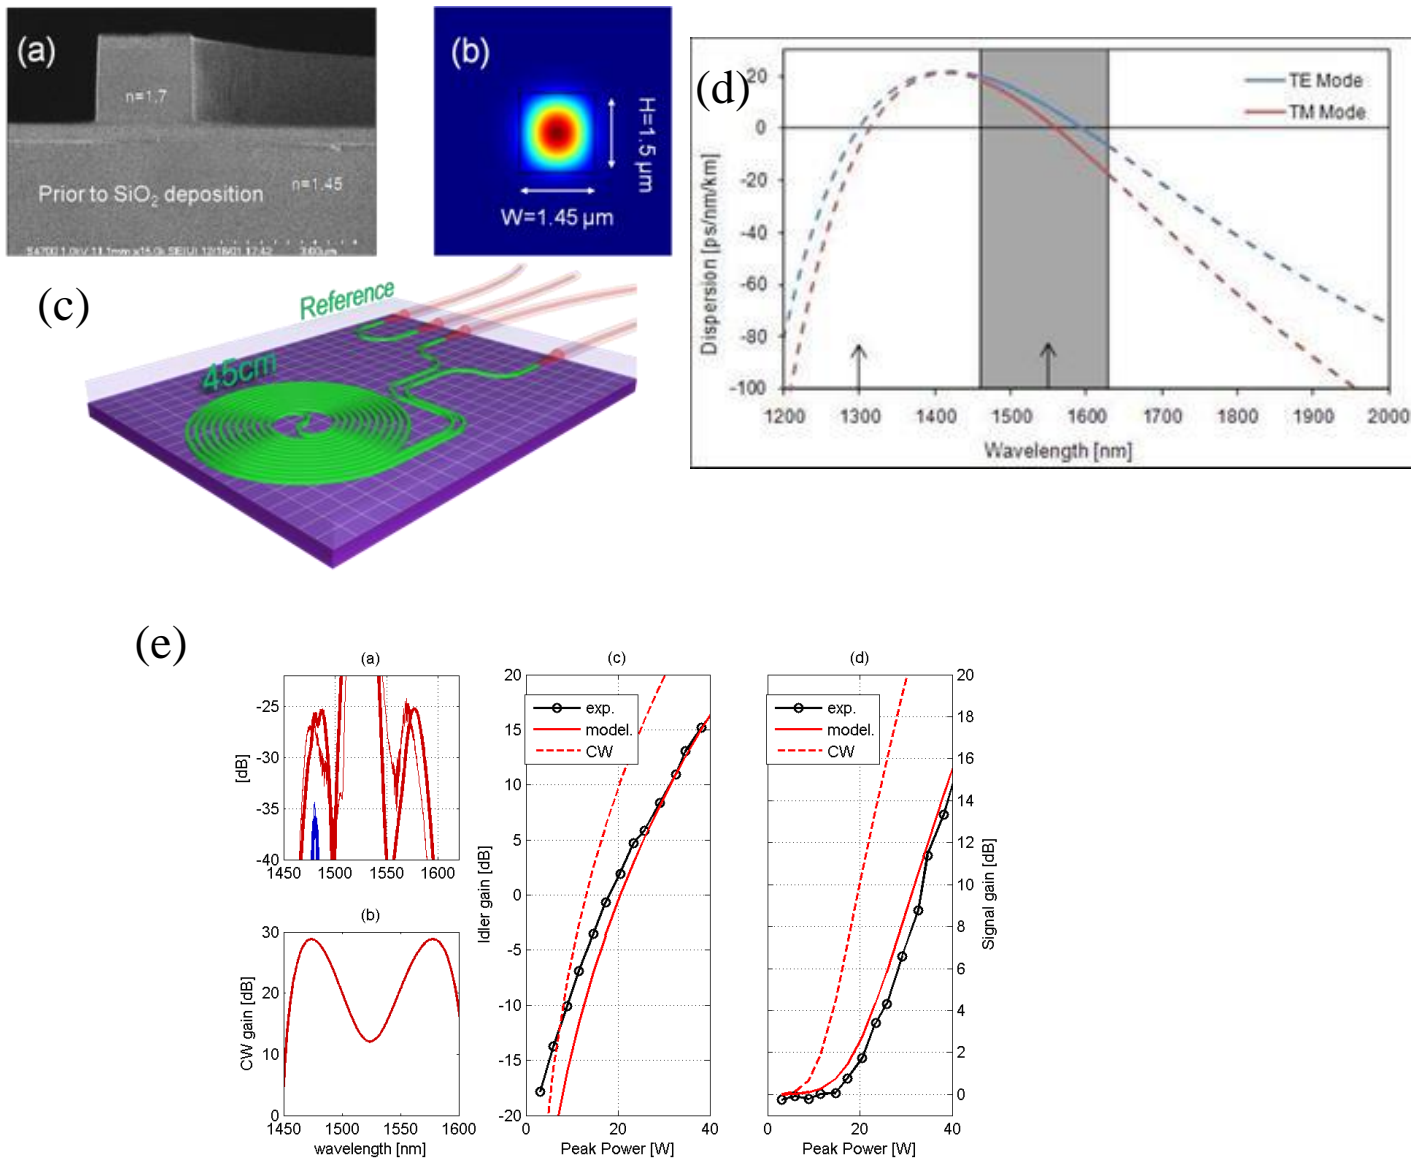 (a)
n=1.7
Prior to SiO2 deposition
n=1.45
(b)
H=1.5 µm
W=1.45 µm
(c)
Reference
45cm
(d)
TE Mode
TM Mode
Dispersion [ps/nm/km]
20
0
-20
-40
-60
-80
-100
1200 1300 1400 1500 1600 1700 1800 1900 2000
Wavelength [nm]
(e)
(a)
[dB]
-25
-30
-35
-40
1450 1500 1550 1600
(b)
CW gain [dB]
30
20
10
0
1450 1500 1550 1600
wavelength [nm]
(c)
exp.
model.
CW
Idler gain [dB]
20
15
10
5
0
-5
-10
-15
-20
0 20 40
Peak Power [W]
(d)
exp.
model.
CW
20
18
16
14
12
10
8
6
4
2
0
Signal gain [dB]
0 20 40
Peak Power [W]